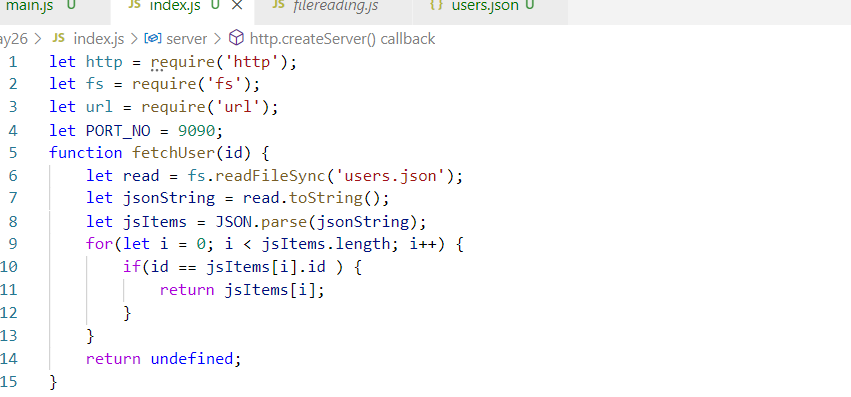 main.js U
JS index.js U ×
JS filereading.js
{} users.json U
ay26 > JS index.js > server > http.createServer() callback
1 let http = require('http');
2 let fs = require('fs');
3 let url = require('url');
4 let PORT_NO = 9090;
5 function fetchUser(id) {
6 let read = fs.readFileSync('users.json');
7 let jsonString = read.toString();
8 let jsItems = JSON.parse(jsonString);
9 for(let i = 0; i < jsItems.length; i++) {
10 if(id == jsItems[i].id ) {
11 return jsItems[i];
12 }
13 }
14 return undefined;
15 }